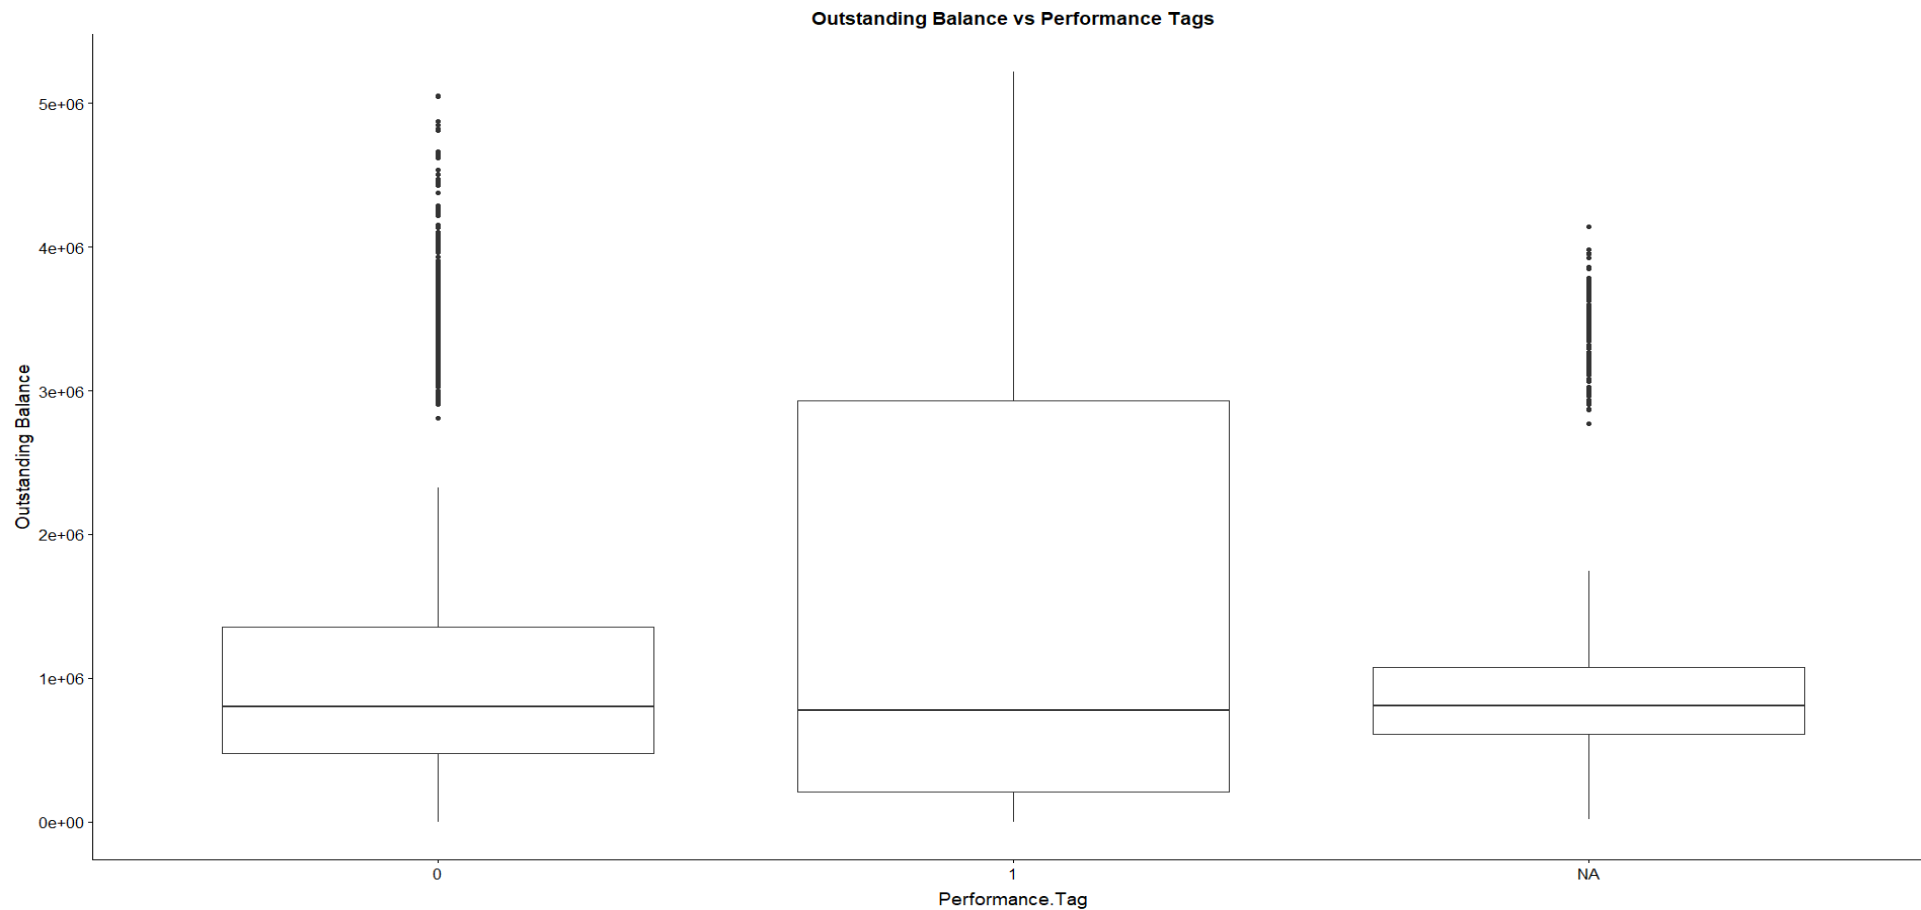 Outstanding Balance vs Performance Tags
Outstanding Balance
5e+06
4e+06
3e+06
2e+06
1e+06
0e+00
0
1
NA
Performance.Tag